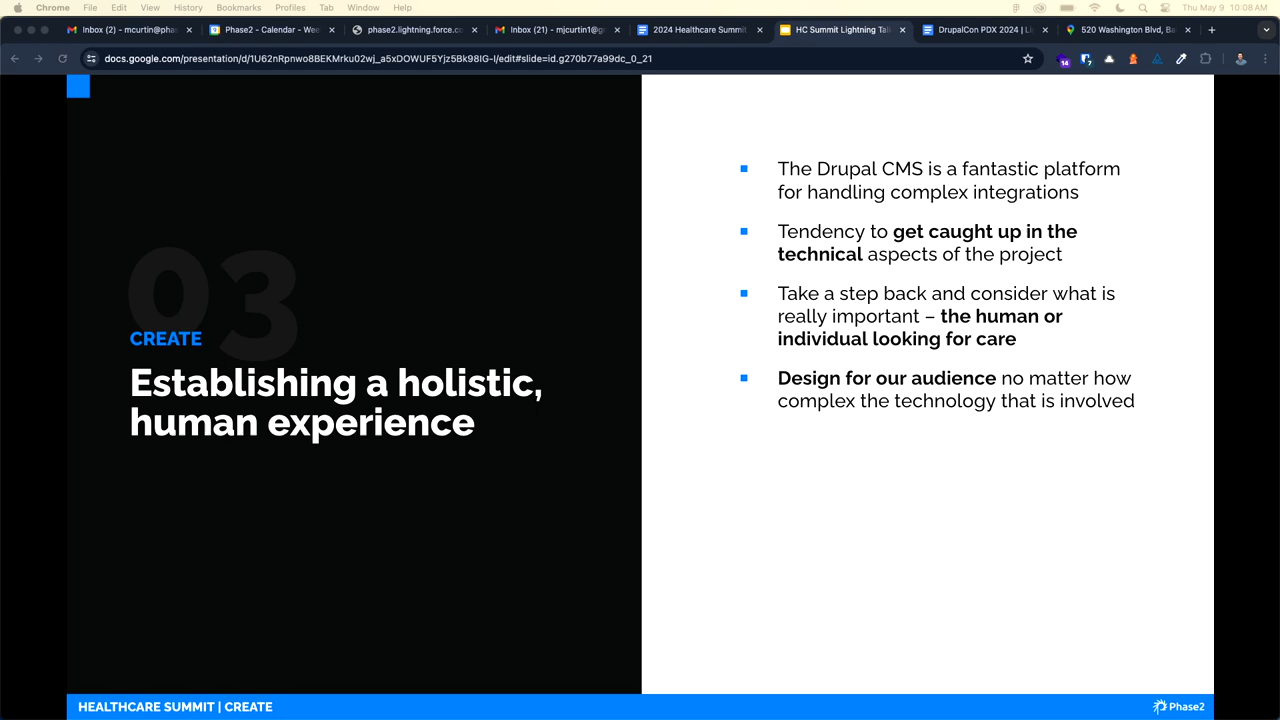 Chrome File Edit View History Bookmarks Profiles Tab Window Help Thu May 9 10:08 AM
Inbox (2) - mcurtin@phas Phase2 - Calendar - Wee phase2.lightning.force.co Inbox (21) - mjcurtin1@g 2024 Healthcare Summit HC Summit Lightning Tal DrupalCon PDX 2024 | Li 520 Washington Blvd, Ba
docs.google.com/presentation/d/1U62nRpnwo8BEKMrku02wj_a5xDOWUF5Yjz5Bk98IG-I/edit#slide=id.g270b77a99dc_0_21
14
7
03
CREATE
Establishing a holistic,
human experience
The Drupal CMS is a fantastic platform
for handling complex integrations
Tendency to get caught up in the
technical aspects of the project
Take a step back and consider what is
really important – the human or
individual looking for care
Design for our audience no matter how
complex the technology that is involved
HEALTHCARE SUMMIT | CREATE
Phase2